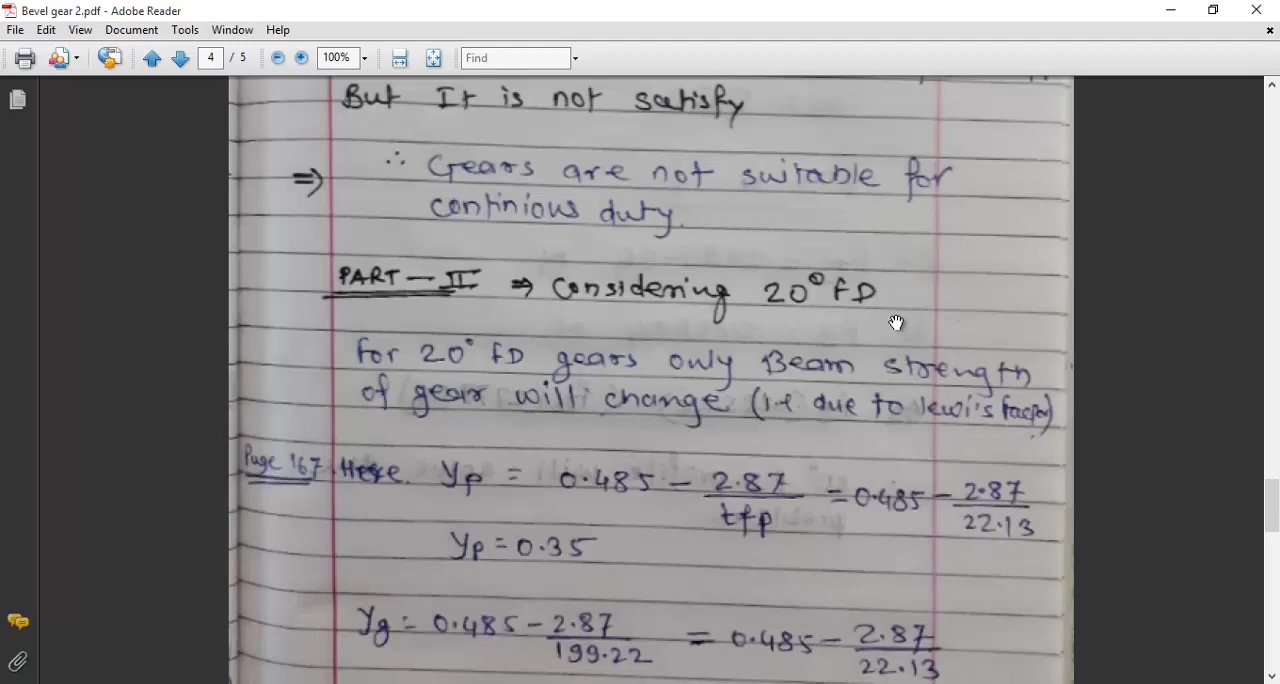 Bevel gear 2.pdf - Adobe Reader
File Edit View Document Tools Window Help
4 / 5 100% Find
But It is not satisfy
∴ Gears are not suitable for
⇒ continious duty.
PART — II ⇒ Considering 20° FD
for 20° FD gears only Beam strength
of gear will change (i.e due to lewi's factor)
Page 167 Here. Yp = 0.485 - 2.87/tfp = 0.485 - 2.87/22.13
Yp = 0.35
Yg = 0.485 - 2.87/199.22 = 0.485 - 2.87/22.13